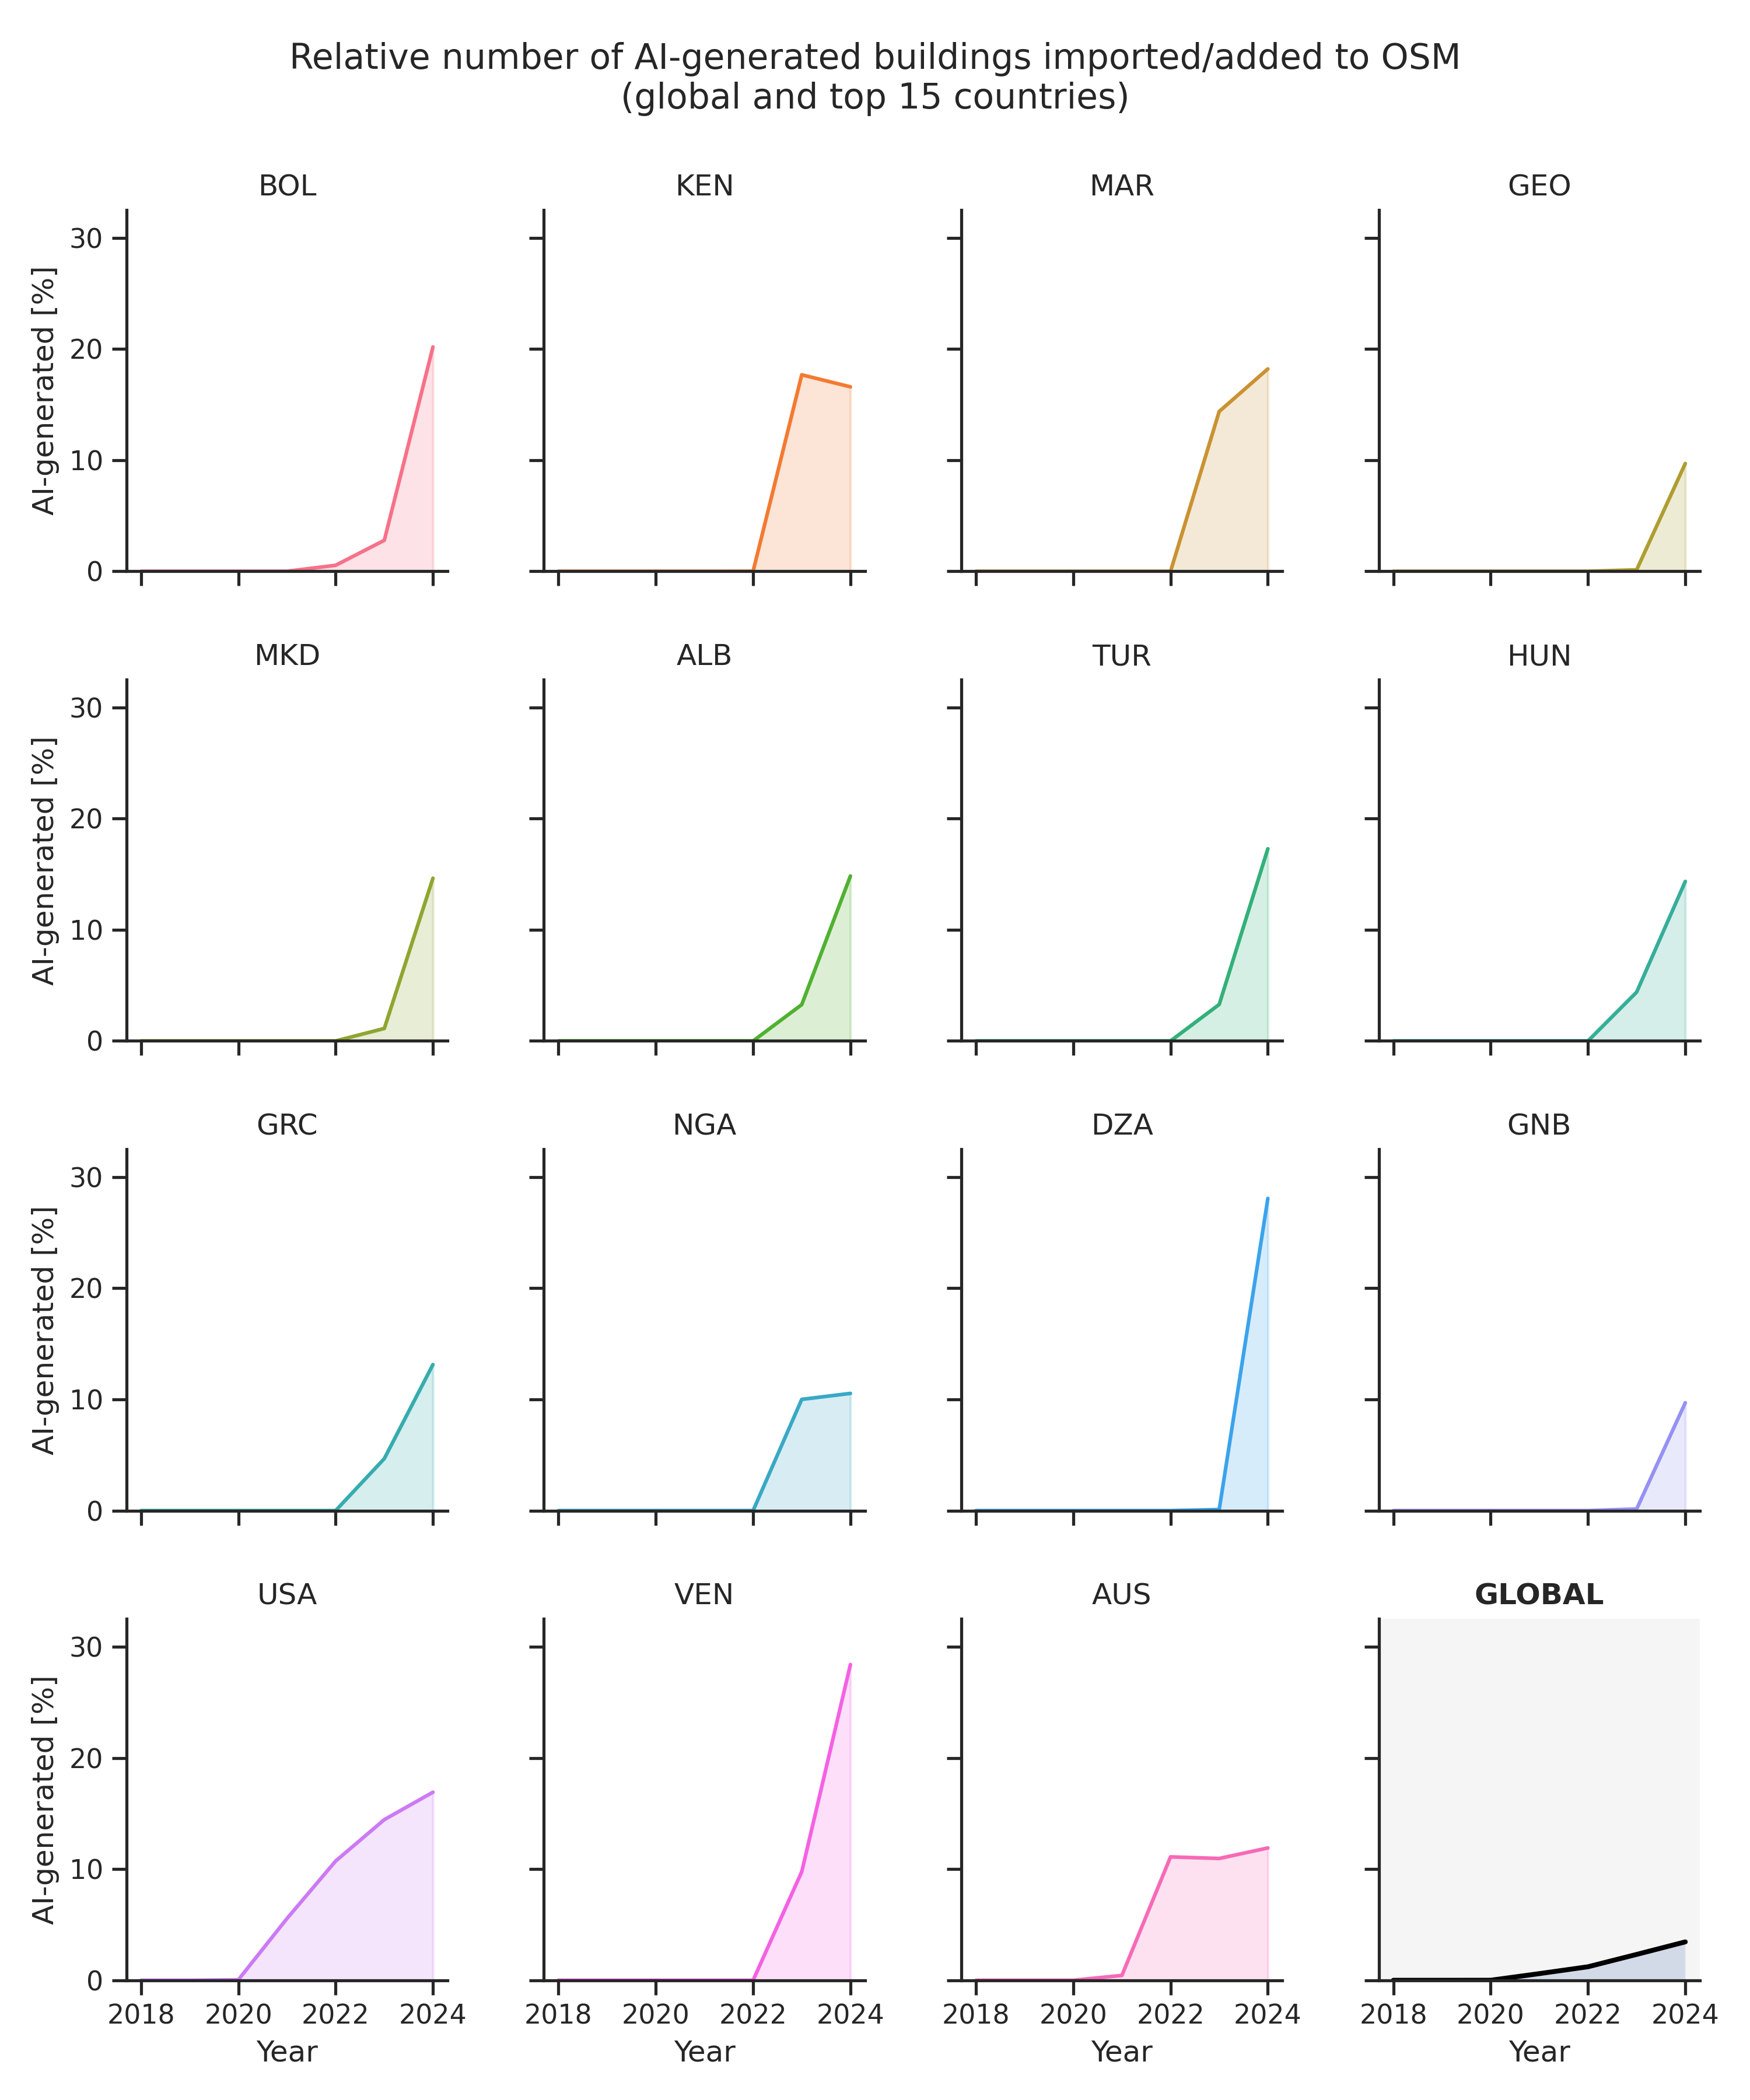 Relative number of AI-generated buildings imported/added to OSM
(global and top 15 countries)
BOL
KEN
MAR
GEO
AI-generated [%]
30
20
10
0
MKD
ALB
TUR
HUN
AI-generated [%]
30
20
10
0
GRC
NGA
DZA
GNB
AI-generated [%]
30
20
10
0
USA
VEN
AUS
GLOBAL
AI-generated [%]
30
20
10
0
2018 2020 2022 2024
2018 2020 2022 2024
2018 2020 2022 2024
2018 2020 2022 2024
Year
Year
Year
Year